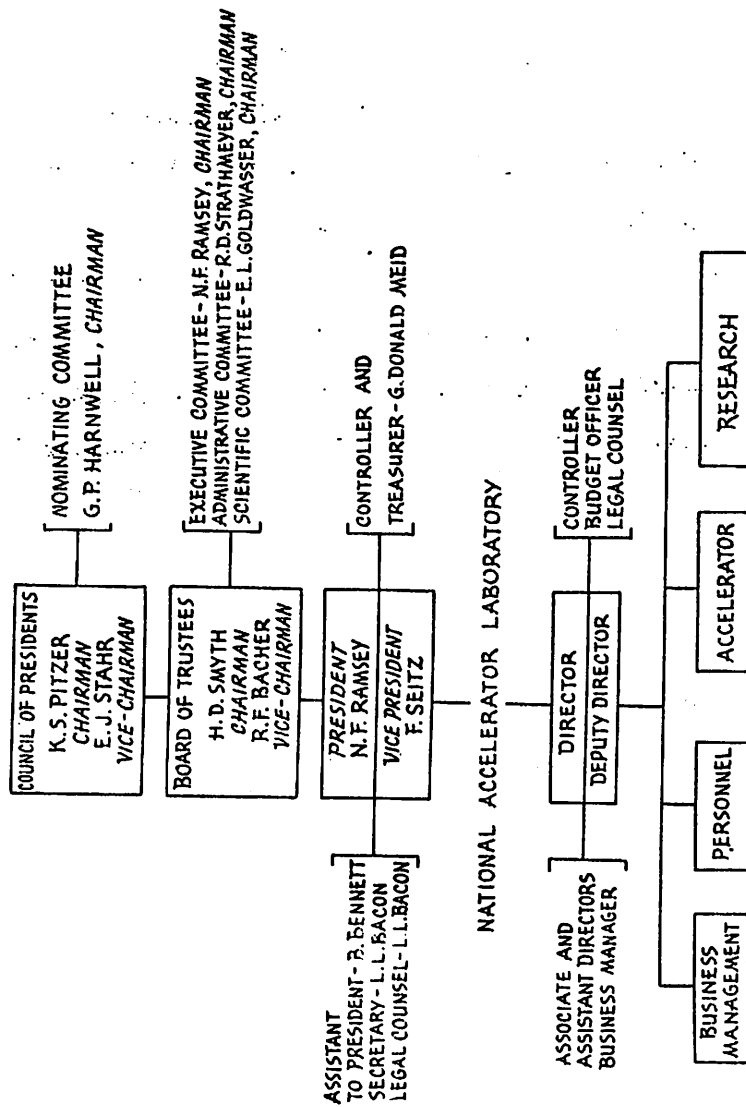 COUNCIL OF PRESIDENTS
K.S. PITZER
CHAIRMAN
E.J. STAHR
VICE-CHAIRMAN
NOMINATING COMMITTEE
G.P. HARNWELL, CHAIRMAN
BOARD OF TRUSTEES
H.D. SMYTH
CHAIRMAN
R.F. BACHER
VICE-CHAIRMAN
EXECUTIVE COMMITTEE-N.F. RAMSEY, CHAIRMAN
ADMINISTRATIVE COMMITTEE-R.D. STRATHMEYER, CHAIRMAN
SCIENTIFIC COMMITTEE-E.L. GOLDWASSER, CHAIRMAN
ASSISTANT
TO PRESIDENT-B. BENNETT
SECRETARY-L.L. BACON
LEGAL COUNSEL-L.L. BACON
PRESIDENT
N.F. RAMSEY
VICE PRESIDENT
F. SEITZ
CONTROLLER AND
TREASURER-G. DONALD MEID
NATIONAL ACCELERATOR LABORATORY
ASSOCIATE AND
ASSISTANT DIRECTORS
BUSINESS MANAGER
DIRECTOR
DEPUTY DIRECTOR
CONTROLLER
BUDGET OFFICER
LEGAL COUNSEL
BUSINESS
MANAGEMENT
PERSONNEL
ACCELERATOR
RESEARCH